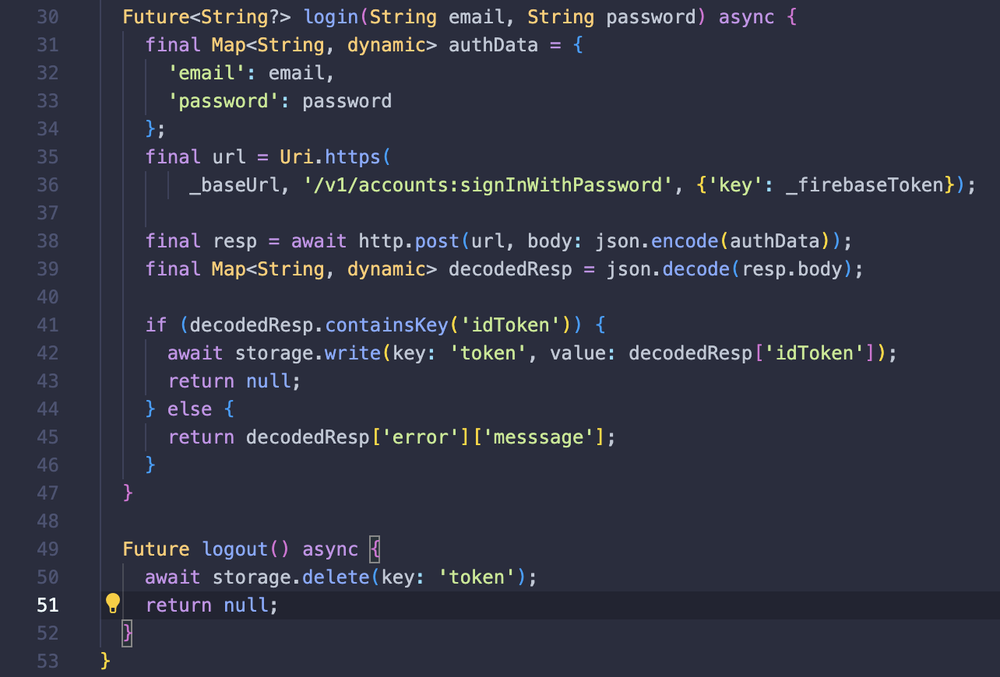 30 Future<String?> login(String email, String password) async {
31 final Map<String, dynamic> authData = {
32 'email': email,
33 'password': password
34 };
35 final url = Uri.https(
36 _baseUrl, '/v1/accounts:signInWithPassword', {'key': _firebaseToken});
37
38 final resp = await http.post(url, body: json.encode(authData));
39 final Map<String, dynamic> decodedResp = json.decode(resp.body);
40
41 if (decodedResp.containsKey('idToken')) {
42 await storage.write(key: 'token', value: decodedResp['idToken']);
43 return null;
44 } else {
45 return decodedResp['error']['messsage'];
46 }
47 }
48
49 Future logout() async {
50 await storage.delete(key: 'token');
51 return null;
52 }
53 }